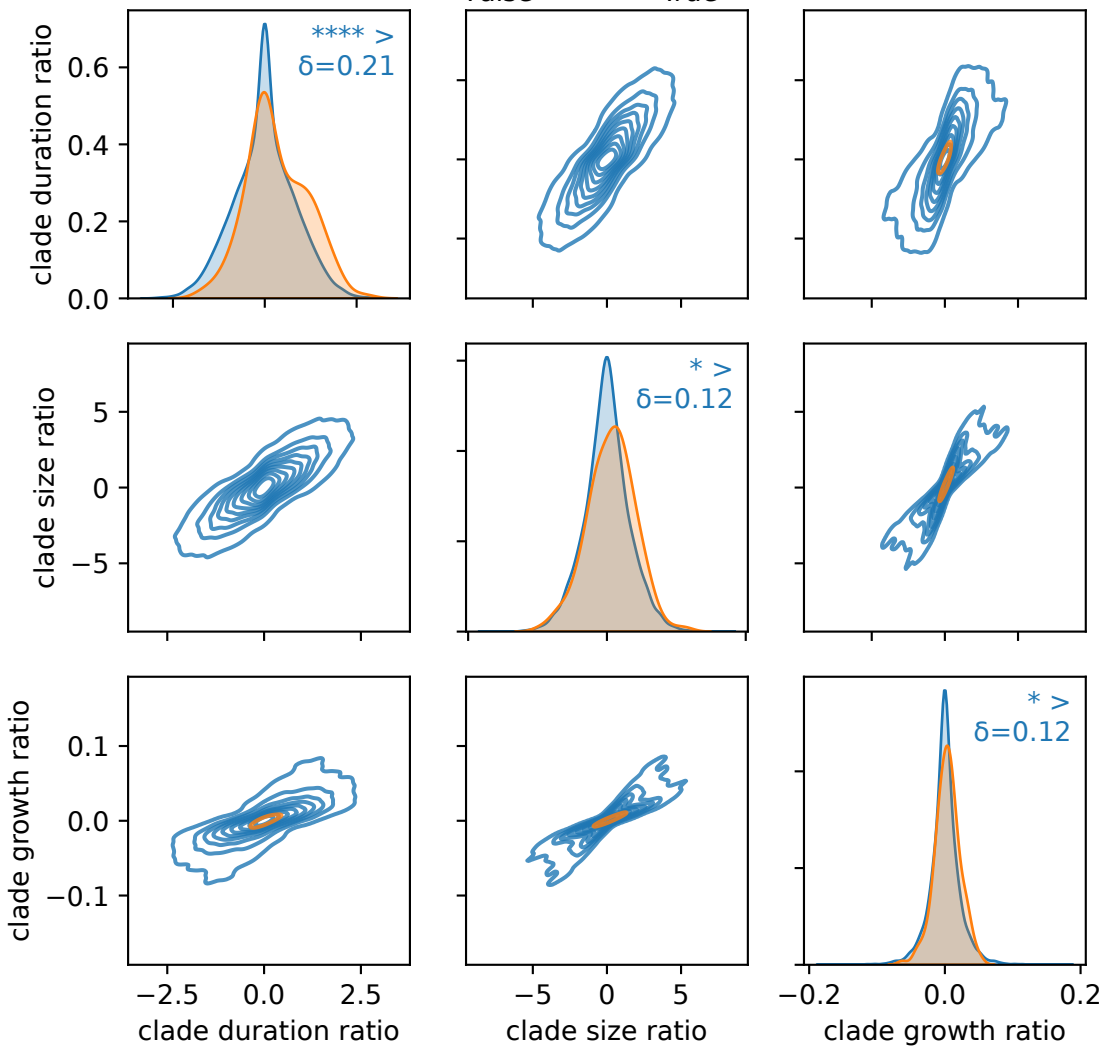 clade duration ratio
0.6
0.4
0.2
0.0
**** >
δ=0.21
clade size ratio
5
0
−5
* >
δ=0.12
clade growth ratio
0.1
0.0
−0.1
* >
δ=0.12
−2.5 0.0 2.5
−5 0 5
−0.2 0.0 0.2
clade duration ratio
clade size ratio
clade growth ratio